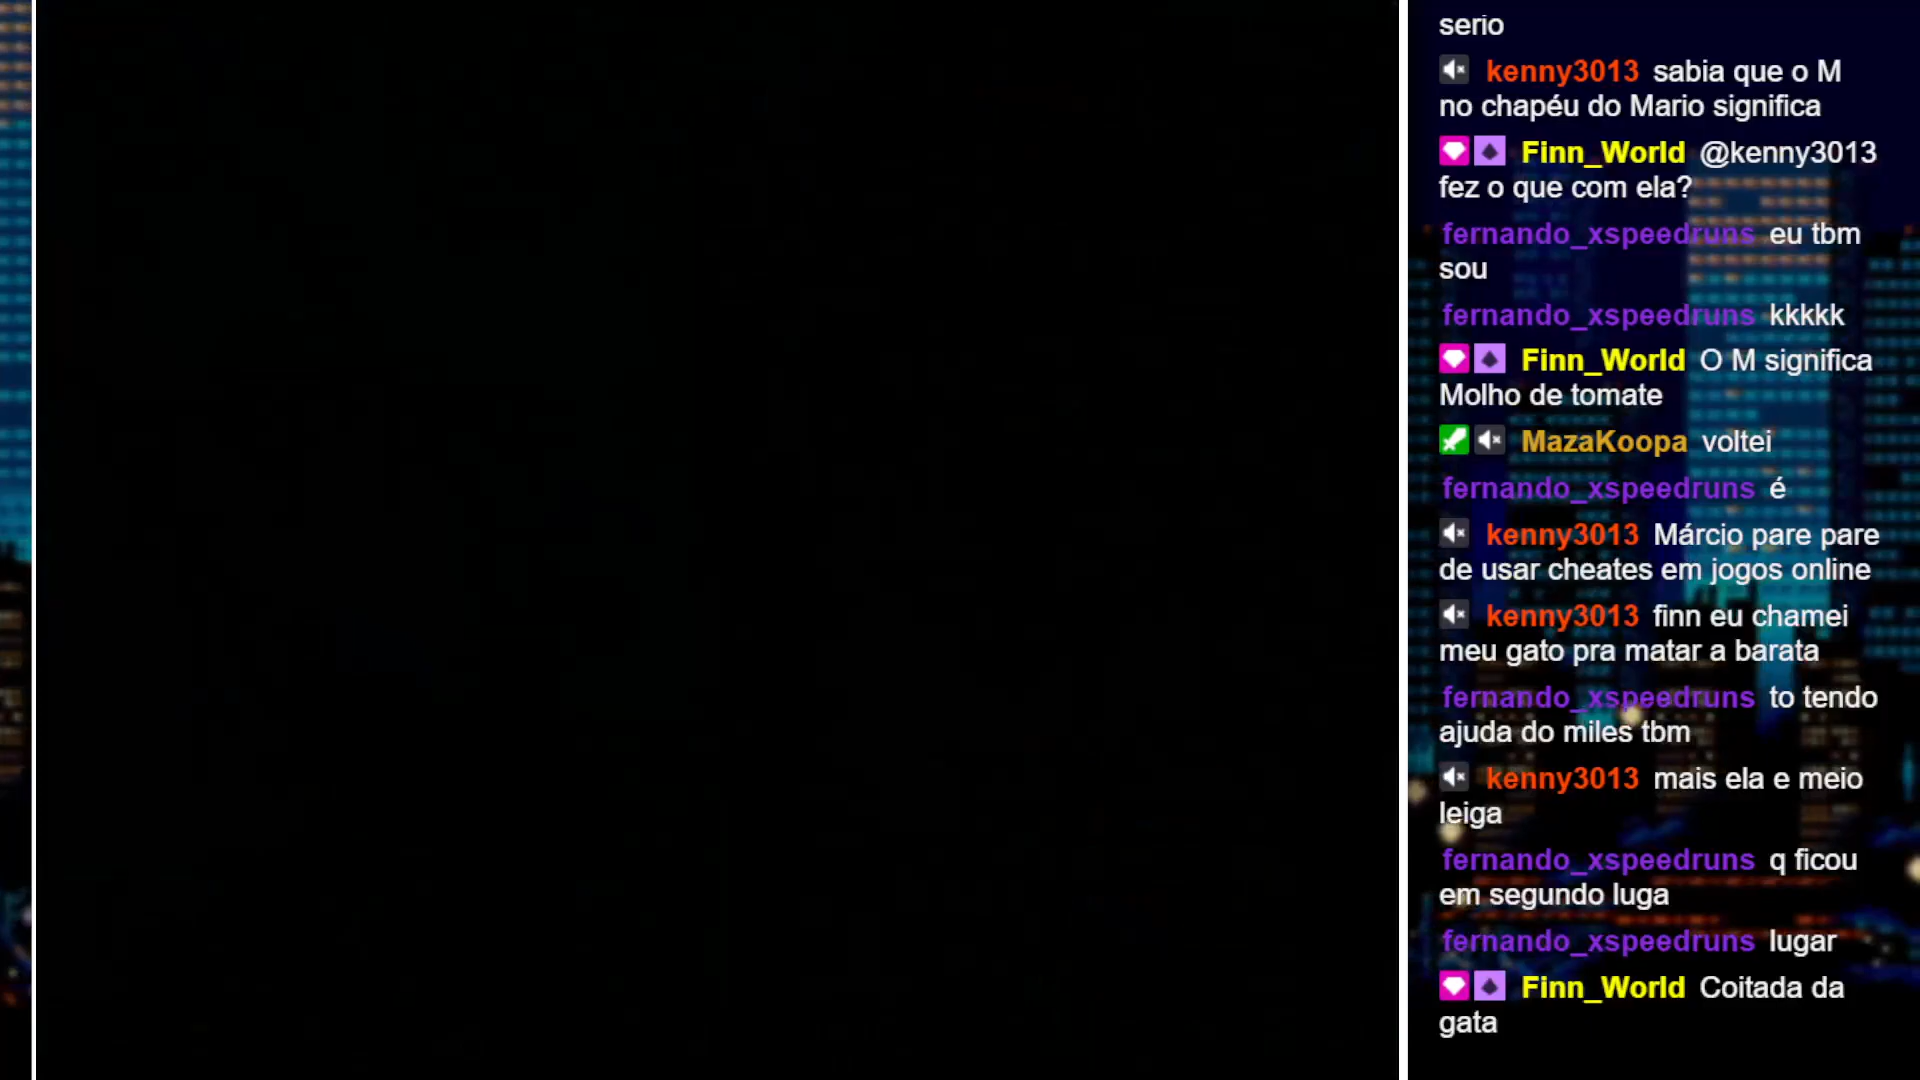 serio
kenny3013 sabia que o M
no chapéu do Mario significa
Finn_World @kenny3013
fez o que com ela?
fernando_xspeedruns eu tbm
sou
fernando_xspeedruns kkkkk
Finn_World O M significa
Molho de tomate
MazaKoopa voltei
fernando_xspeedruns é
kenny3013 Márcio pare pare
de usar cheates em jogos online
kenny3013 finn eu chamei
meu gato pra matar a barata
fernando_xspeedruns to tendo
ajuda do miles tbm
kenny3013 mais ela e meio
leiga
fernando_xspeedruns q ficou
em segundo luga
fernando_xspeedruns lugar
Finn_World Coitada da
gata